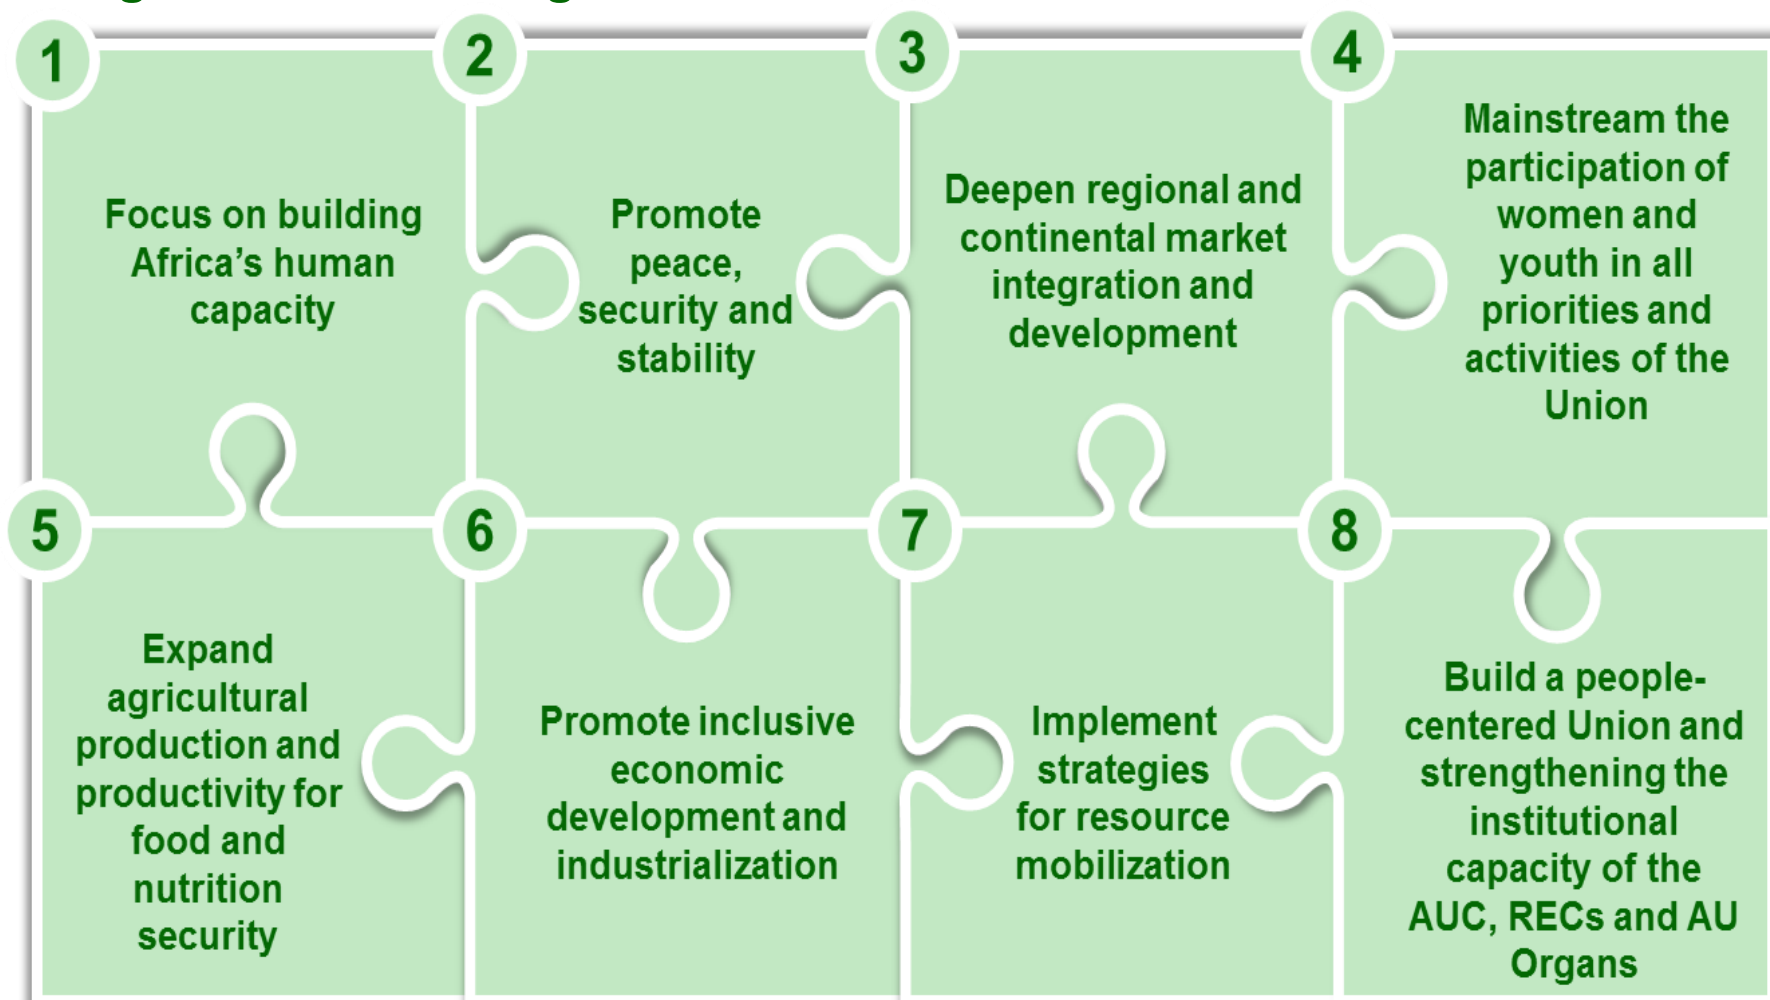 1
Focus on building
Africa’s human
capacity
2
Promote
peace,
security and
stability
3
Deepen regional and
continental market
integration and
development
4
Mainstream the
participation of
women and
youth in all
priorities and
activities of the
Union
5
Expand
agricultural
production and
productivity for
food and
nutrition
security
6
Promote inclusive
economic
development and
industrialization
7
Implement
strategies
for resource
mobilization
8
Build a people-
centered Union and
strengthening the
institutional
capacity of the
AUC, RECs and AU
Organs